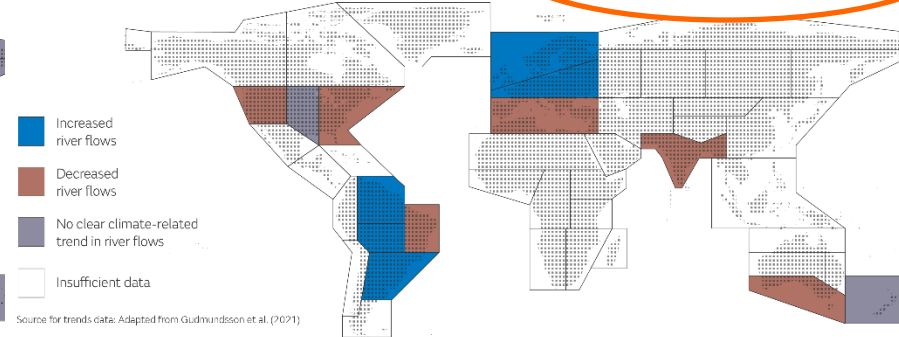 Increased
river flows
Decreased
river flows
No clear climate-related
trend in river flows
Insufficient data
Source for trends data: Adapted from Gudmundsson et al. (2021)